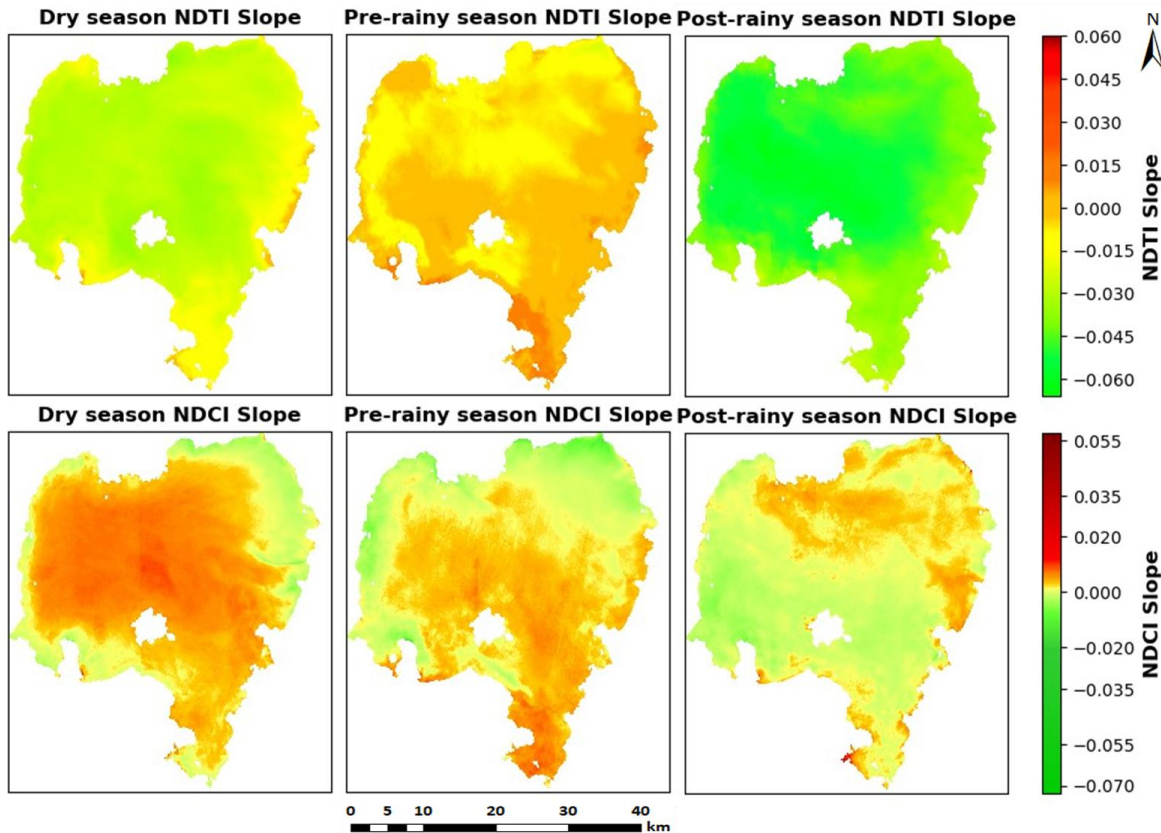 Dry season NDTI Slope
Pre-rainy season NDTI Slope
Post-rainy season NDTI Slope
N
0.060
0.045
0.030
0.015
0.000
−0.015
−0.030
−0.045
−0.060
NDTI Slope
Dry season NDCI Slope
Pre-rainy season NDCI Slope
Post-rainy season NDCI Slope
0.055
0.035
0.020
0.000
−0.020
−0.035
−0.055
−0.070
NDCI Slope
0 5 10 20 30 40
km